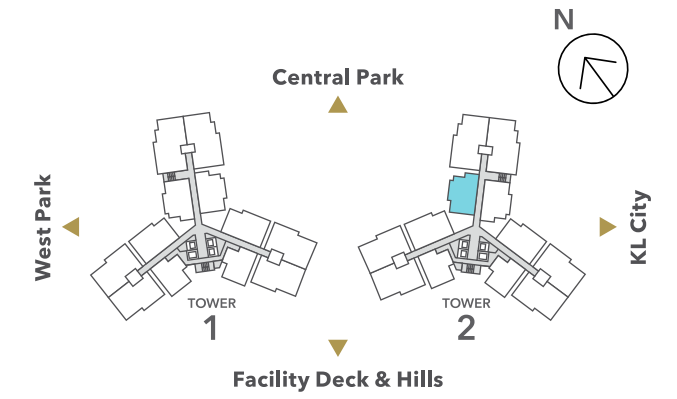 N
Central Park
West Park
KL City
TOWER
1
TOWER
2
Facility Deck & Hills